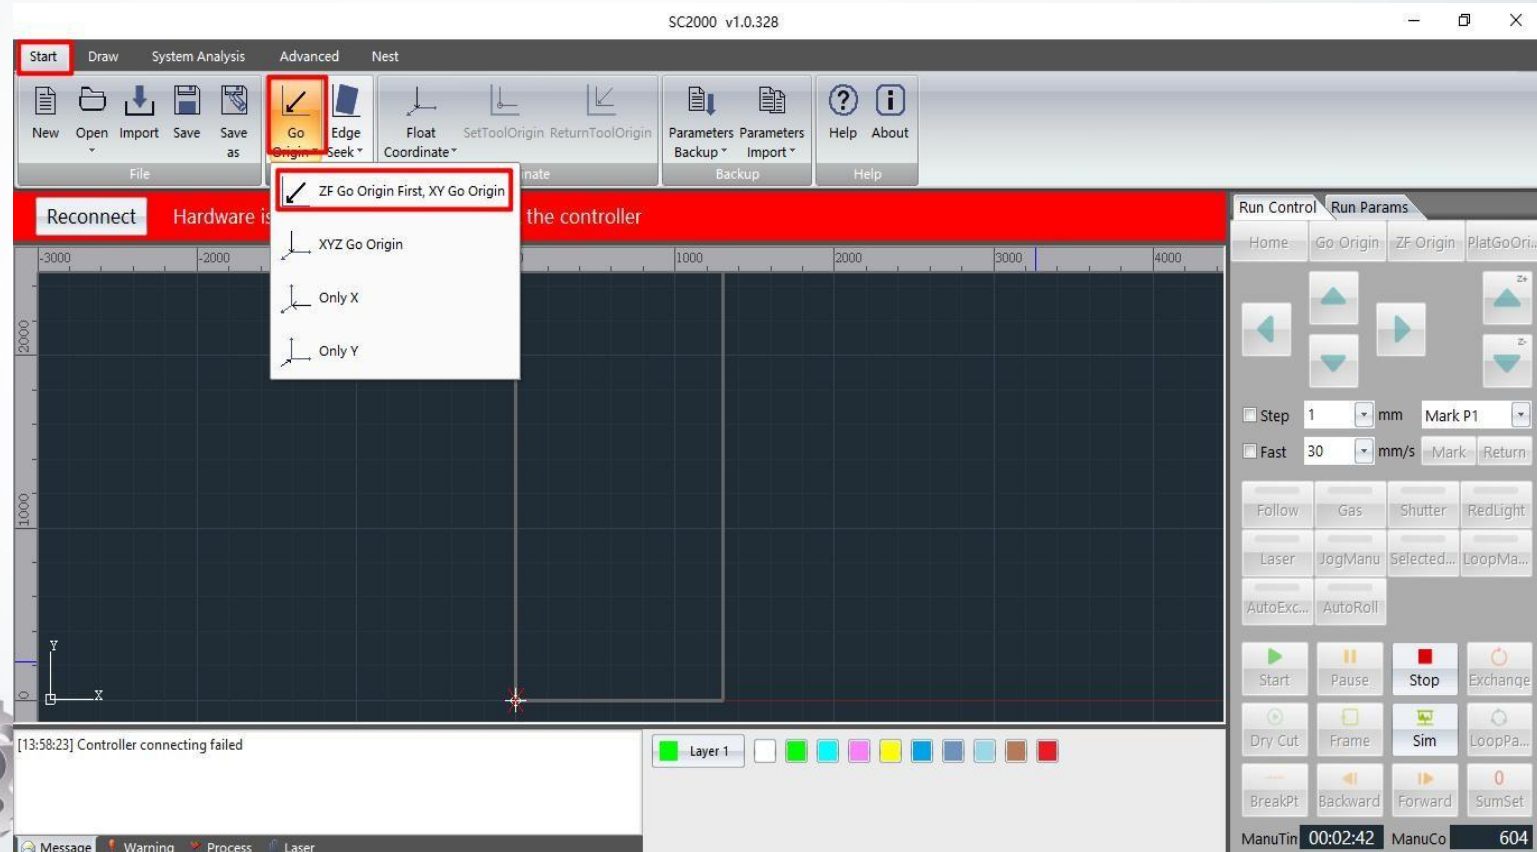 SC2000 v1.0.328
Start Draw System Analysis Advanced Nest
New Open Import Save Save as Go Origin Edge Seek Float Coordinate SetToolOrigin ReturnToolOrigin Parameters Backup Parameters Import Help About
File inate Backup Help
ZF Go Origin First, XY Go Origin
XYZ Go Origin
Only X
Only Y
Reconnect Hardware is the controller
Run Control Run Params
Home Go Origin ZF Origin PlatGoOri...
-3000 -2000 1000 2000 3000 4000
2000
1000
0
Y
X
Z+
Z-
Step 1 mm Mark P1
Fast 30 mm/s Mark Return
Follow Gas Shutter RedLight
Laser JogManu Selected... LoopMa...
AutoExc... AutoRoll
Start Pause Stop Exchange
Dry Cut Frame Sim LoopPa...
0
BreakPt Backward Forward SumSet
ManuTim 00:02:42 ManuCo 604
[13:58:23] Controller connecting failed
Layer 1
Message Warning Process Laser